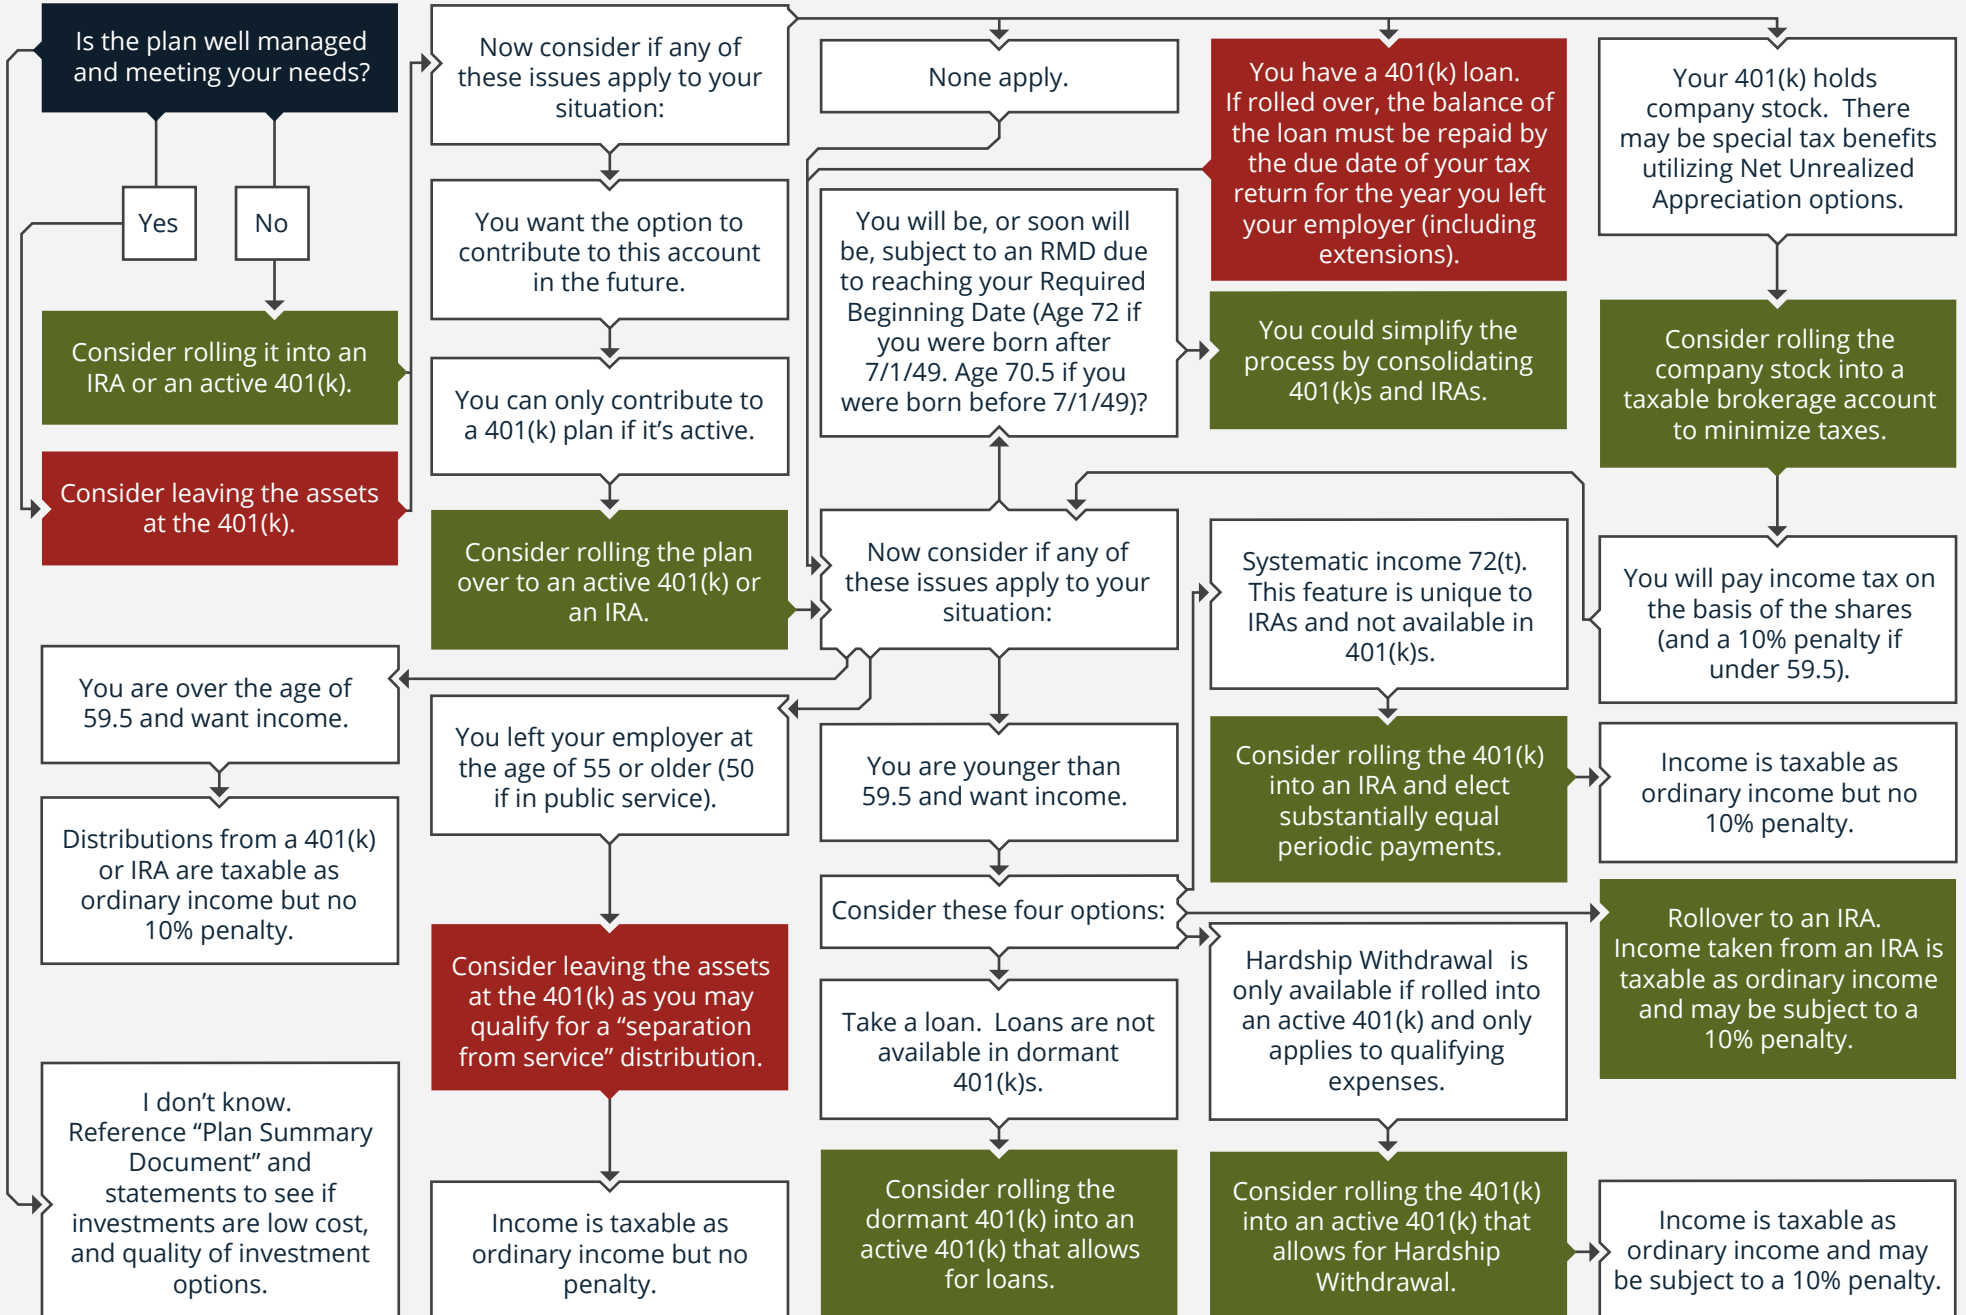 Is the plan well managed
and meeting your needs?
Yes
No
Consider rolling it into an
IRA or an active 401(k).
Consider leaving the assets
at the 401(k).
Now consider if any of
these issues apply to your
situation:
You want the option to
contribute to this account
in the future.
You can only contribute to
a 401(k) plan if it’s active.
Consider rolling the plan
over to an active 401(k) or
an IRA.
None apply.
You have a 401(k) loan.
If rolled over, the balance of
the loan must be repaid by
the due date of your tax
return for the year you left
your employer (including
extensions).
Your 401(k) holds
company stock. There
may be special tax benefits
utilizing Net Unrealized
Appreciation options.
You will be, or soon will
be, subject to an RMD due
to reaching your Required
Beginning Date (Age 72 if
you were born after
7/1/49. Age 70.5 if you
were born before 7/1/49)?
You could simplify the
process by consolidating
401(k)s and IRAs.
Consider rolling the
company stock into a
taxable brokerage account
to minimize taxes.
Now consider if any of
these issues apply to your
situation:
Systematic income 72(t).
This feature is unique to
IRAs and not available in
401(k)s.
You will pay income tax on
the basis of the shares
(and a 10% penalty if
under 59.5).
You are over the age of
59.5 and want income.
Distributions from a 401(k)
or IRA are taxable as
ordinary income but no
10% penalty.
You left your employer at
the age of 55 or older (50
if in public service).
Consider leaving the assets
at the 401(k) as you may
qualify for a “separation
from service” distribution.
Income is taxable as
ordinary income but no
penalty.
You are younger than
59.5 and want income.
Consider these four options:
Take a loan. Loans are not
available in dormant
401(k)s.
Consider rolling the
dormant 401(k) into an
active 401(k) that allows
for loans.
Consider rolling the 401(k)
into an IRA and elect
substantially equal
periodic payments.
Income is taxable as
ordinary income but no
10% penalty.
Rollover to an IRA.
Income taken from an IRA is
taxable as ordinary income
and may be subject to a
10% penalty.
Hardship Withdrawal is
only available if rolled into
an active 401(k) and only
applies to qualifying
expenses.
Consider rolling the 401(k)
into an active 401(k) that
allows for Hardship
Withdrawal.
Income is taxable as
ordinary income and may
be subject to a 10% penalty.
I don’t know.
Reference “Plan Summary
Document” and
statements to see if
investments are low cost,
and quality of investment
options.